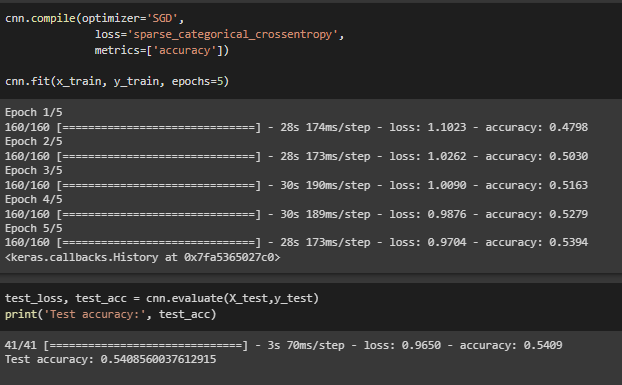 cnn.compile(optimizer='SGD',
loss='sparse_categorical_crossentropy',
metrics=['accuracy'])
cnn.fit(x_train, y_train, epochs=5)
Epoch 1/5
160/160 [==============================] - 28s 174ms/step - loss: 1.1023 - accuracy: 0.4798
Epoch 2/5
160/160 [==============================] - 28s 173ms/step - loss: 1.0262 - accuracy: 0.5030
Epoch 3/5
160/160 [==============================] - 30s 190ms/step - loss: 1.0090 - accuracy: 0.5163
Epoch 4/5
160/160 [==============================] - 30s 189ms/step - loss: 0.9876 - accuracy: 0.5279
Epoch 5/5
160/160 [==============================] - 28s 173ms/step - loss: 0.9704 - accuracy: 0.5394
<keras.callbacks.History at 0x7fa5365027c0>
test_loss, test_acc = cnn.evaluate(X_test,y_test)
print('Test accuracy:', test_acc)
41/41 [==============================] - 3s 70ms/step - loss: 0.9650 - accuracy: 0.5409
Test accuracy: 0.5408560037612915